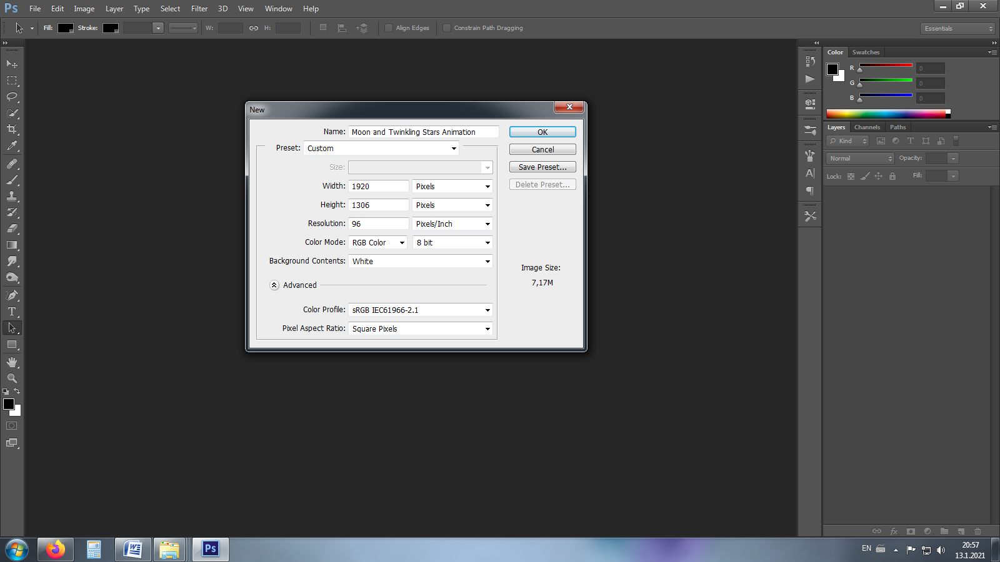 Ps File Edit Image Layer Type Select Filter 3D View Window Help
Fill: Stroke: W: H: Align Edges Constrain Path Dragging Essentials
Color Swatches
R 0
G 0
B 0
Layers Channels Paths
Kind
Normal Opacity:
Lock: Fill:
New
Name: Moon and Twinkling Stars Animation
Preset: Custom
Size:
Width: 1920 Pixels
Height: 1306 Pixels
Resolution: 96 Pixels/Inch
Color Mode: RGB Color 8 bit
Background Contents: White
Advanced
Color Profile: sRGB IEC61966-2.1
Pixel Aspect Ratio: Square Pixels
OK
Cancel
Save Preset...
Delete Preset...
Image Size:
7,17M
fx
Ps
EN
20:57
13.1.2021